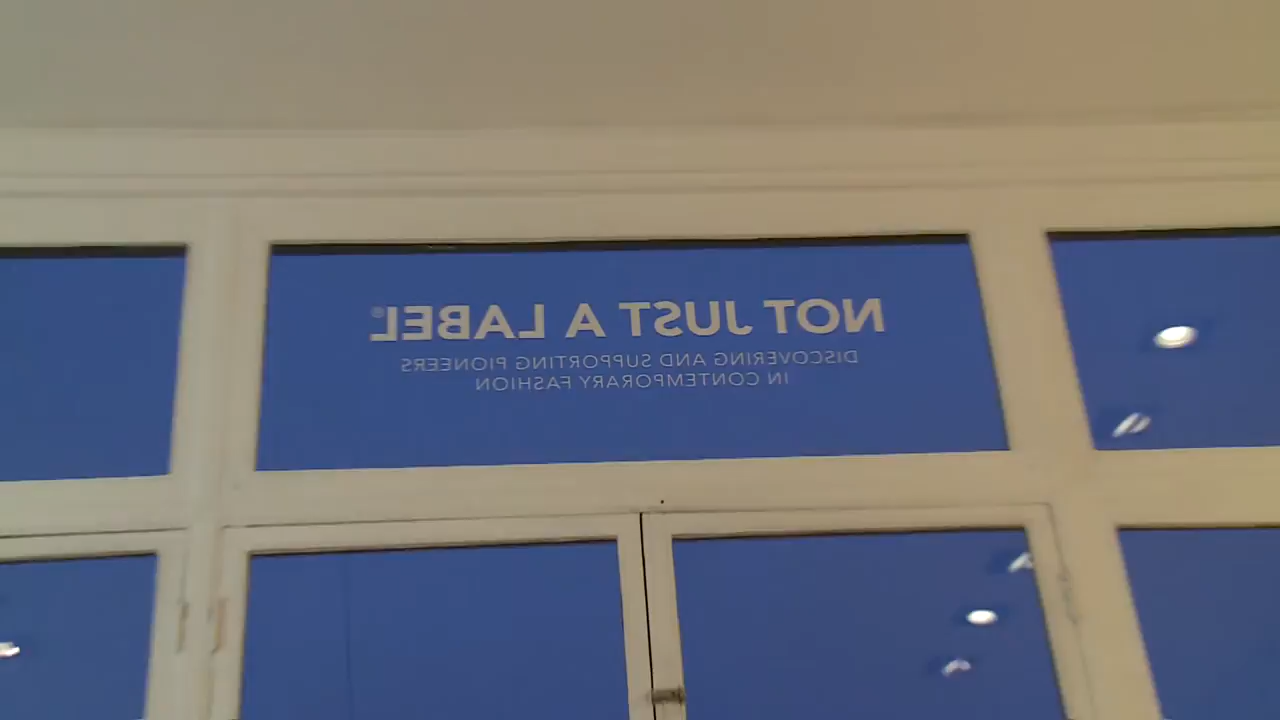 NOT JUST A LABEL®
DISCOVERING AND SUPPORTING PIONEERS
IN CONTEMPORARY FASHION